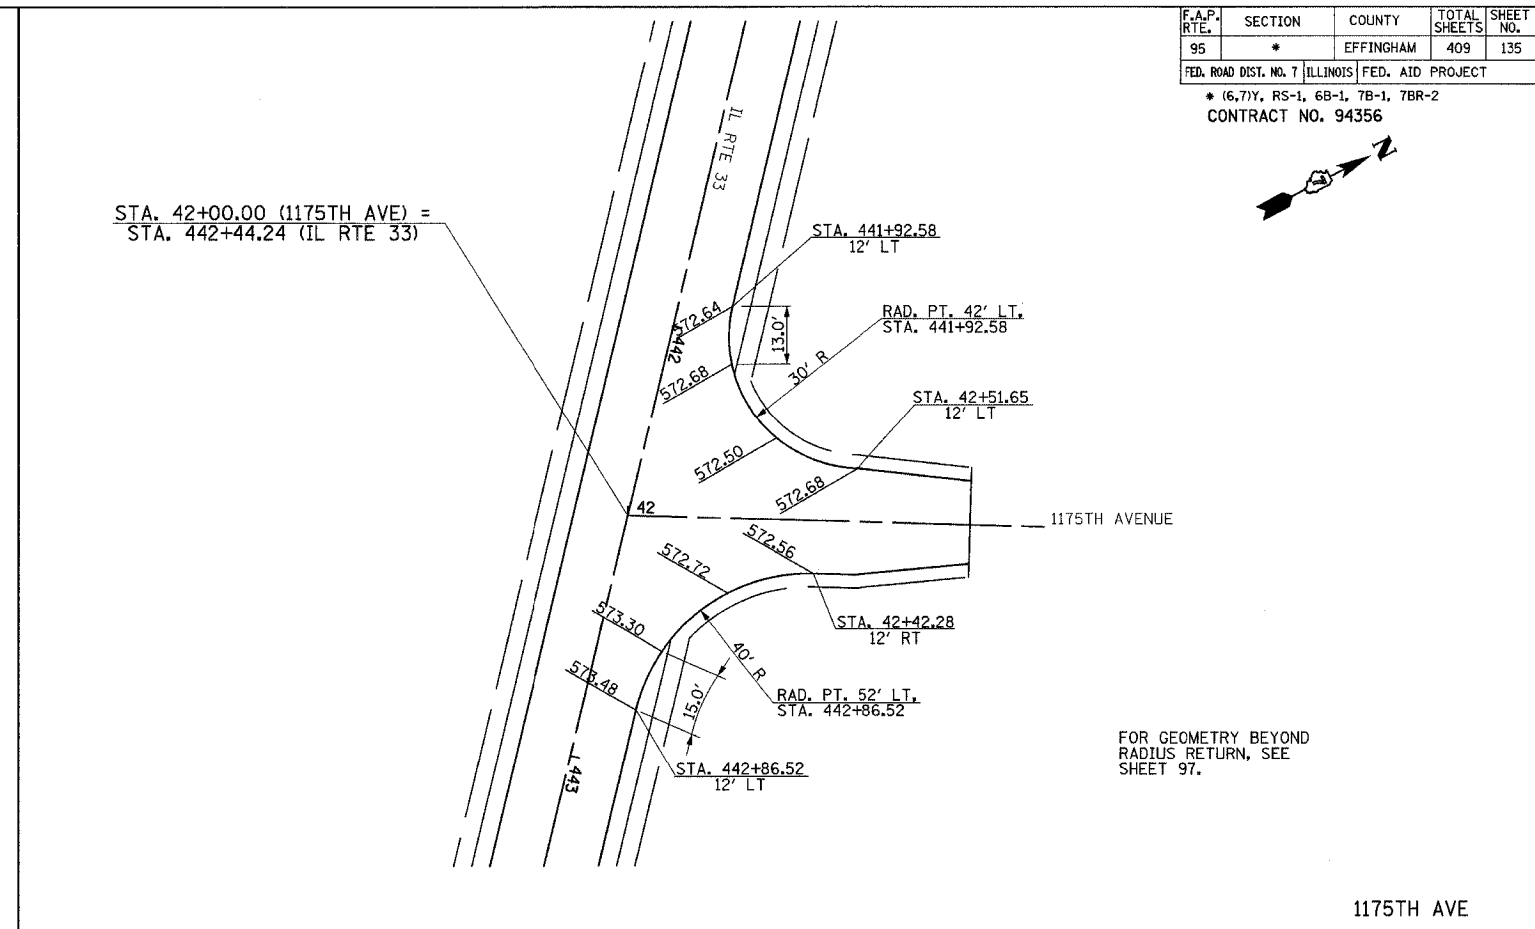 F.A.P. RTE. SECTION COUNTY TOTAL SHEETS SHEET NO.
95 * EFFINGHAM 409 135
FED. ROAD DIST. NO. 7 ILLINOIS FED. AID PROJECT
* (6,7)Y, RS-1, 6B-1, 7B-1, 7BR-2
CONTRACT NO. 94356
N
IL RTE 33
STA. 42+00.00 (1175TH AVE) =
STA. 442+44.24 (IL RTE 33)
STA. 441+92.58
12' LT
572.64
442
13.0'
RAD. PT. 42' LT,
STA. 441+92.58
30' R
572.68
STA. 42+51.65
12' LT
572.50
572.68
42
1175TH AVENUE
572.56
572.72
573.30
STA. 42+42.28
12' RT
40' R
573.48
15.0'
RAD. PT. 52' LT,
STA. 442+86.52
STA. 442+86.52
12' LT
443
FOR GEOMETRY BEYOND
RADIUS RETURN, SEE
SHEET 97.
1175TH AVE